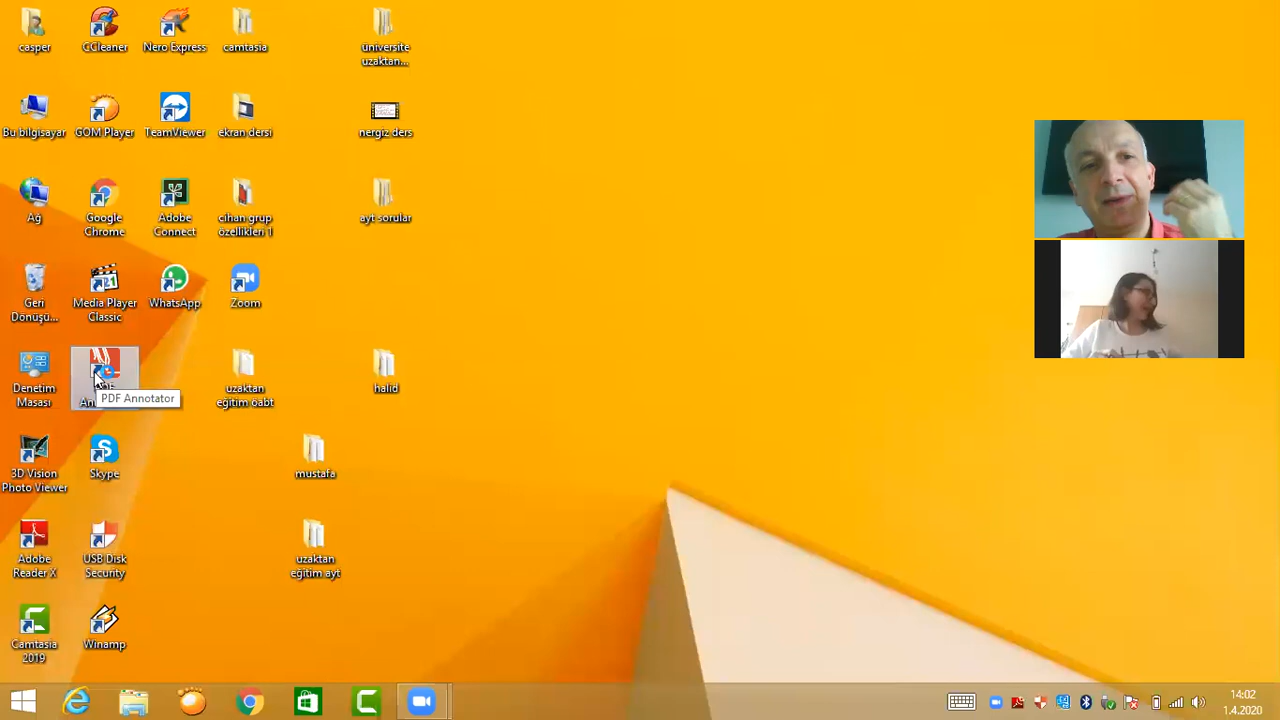 casper
CCleaner
Nero Express
camtasia
üniversite
uzaktan...
Bu bilgisayar
GOM Player
TeamViewer
ekran dersi
nergiz ders
Ağ
Google
Chrome
Adobe
Connect
cihan grup
özellikleri 1
ayt sorular
Geri
Dönüşü...
Media Player
Classic
WhatsApp
Zoom
Denetim
Masası
PDF Annotator
uzaktan
eğitim öabt
halid
3D Vision
Photo Viewer
Skype
mustafa
Adobe
Reader X
USB Disk
Security
uzaktan
eğitim ayt
Camtasia
2019
Winamp
14:02
1.4.2020